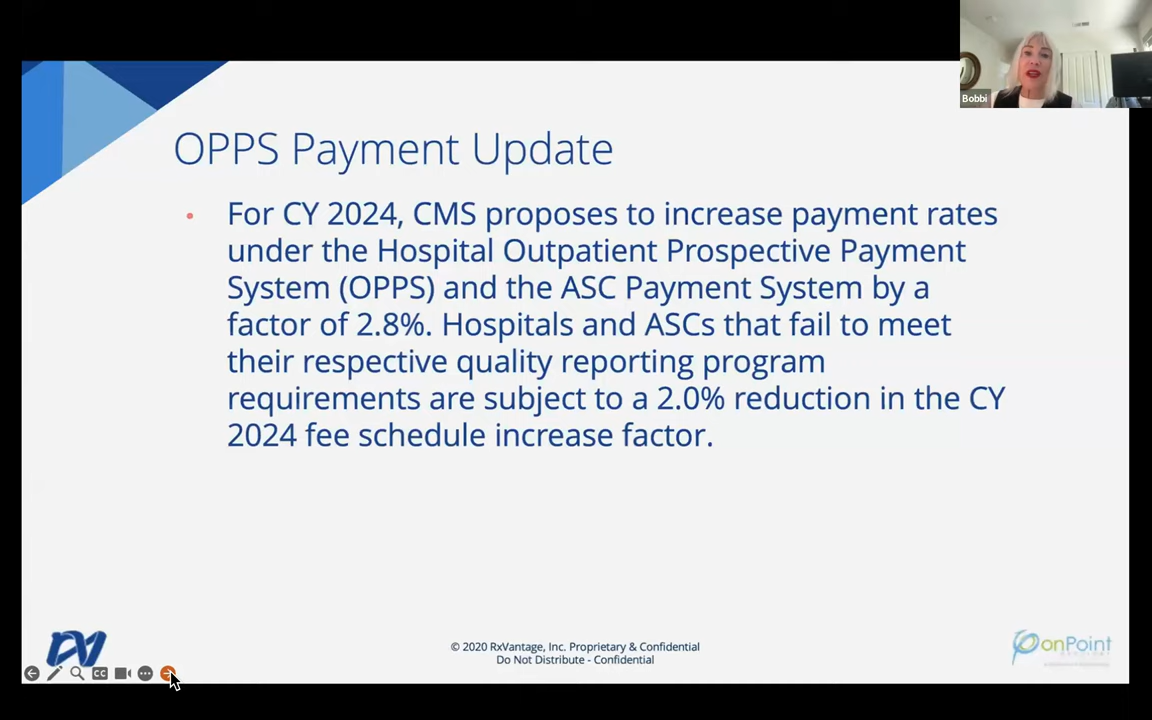 Bobbi
OPPS Payment Update
• For CY 2024, CMS proposes to increase payment rates
under the Hospital Outpatient Prospective Payment
System (OPPS) and the ASC Payment System by a
factor of 2.8%. Hospitals and ASCs that fail to meet
their respective quality reporting program
requirements are subject to a 2.0% reduction in the CY
2024 fee schedule increase factor.
© 2020 RxVantage, Inc. Proprietary & Confidential
Do Not Distribute - Confidential
onPoint
CC